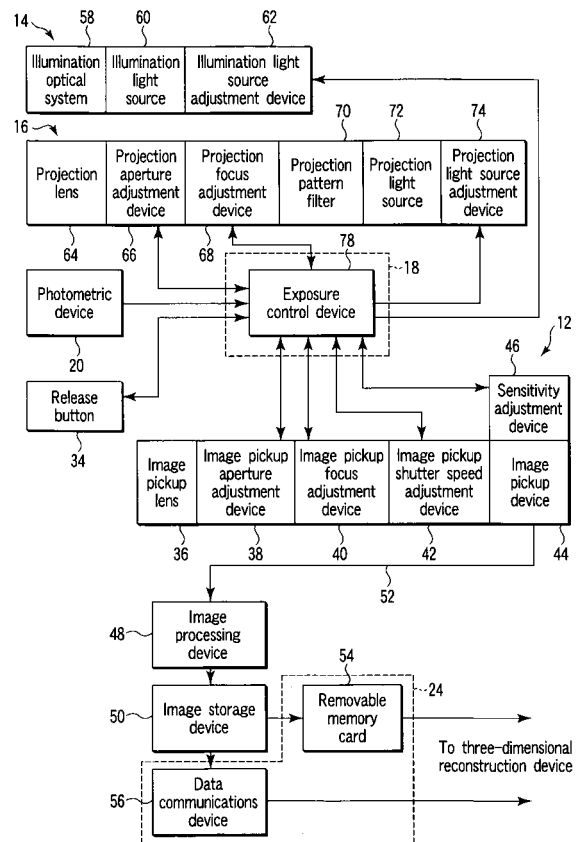 58
60
62
14
Illumination
optical
system
Illumination
light
source
Illumination light
source
adjustment device
70
72
74
16
Projection
lens
Projection
aperture
adjustment
device
Projection
focus
adjustment
device
Projection
pattern
filter
Projection
light
source
Projection
light source
adjustment
device
64
66
68
78
18
Photometric
device
Exposure
control device
20
12
46
Release
button
Sensitivity
adjustment
device
34
Image
pickup
lens
Image pickup
aperture
adjustment
device
Image pickup
focus
adjustment
device
Image pickup
shutter speed
adjustment
device
Image
pickup
device
36
38
40
42
44
52
48
Image
processing
device
54
24
50
Image storage
device
Removable
memory
card
To three-dimensional
reconstruction device
56
Data
communications
device